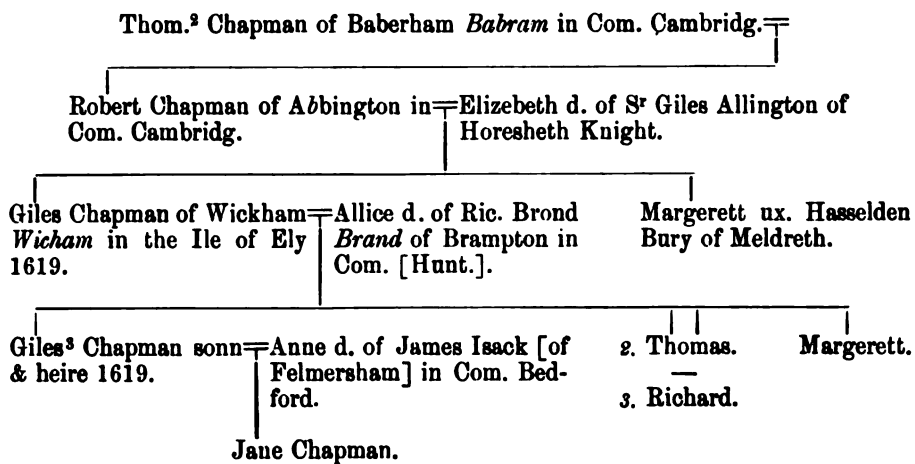 Thom.² Chapman of Baberham Babram in Com. Cambridg.
Robert Chapman of Abbington in
Com. Cambridg.
Elizebeth d. of Sʳ Giles Allington of
Horesheth Knight.
Giles Chapman of Wickham
Wicham in the Ile of Ely
1619.
Allice d. of Ric. Brond
Brand of Brampton in
Com. [Hunt.].
Margerett ux. Hasselden
Bury of Meldreth.
Giles³ Chapman sonn
& heire 1619.
Anne d. of James Isack [of
Felmersham] in Com. Bed-
ford.
2. Thomas.
3. Richard.
Margerett.
Jane Chapman.